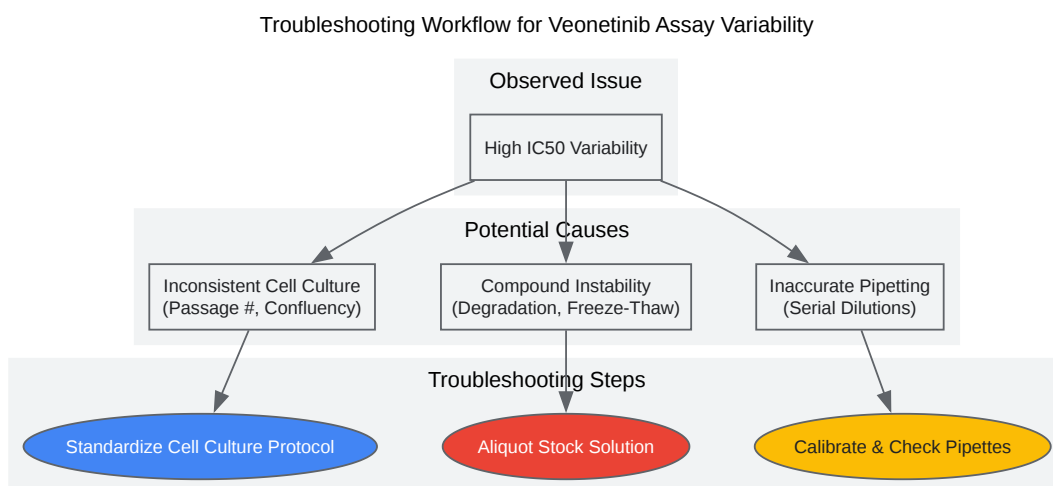 Troubleshooting Workflow for Veonetinib Assay Variability
Observed Issue
High IC50 Variability
Potential Causes
Inconsistent Cell Culture
(Passage #, Confluency)
Compound Instability
(Degradation, Freeze-Thaw)
Inaccurate Pipetting
(Serial Dilutions)
Troubleshooting Steps
Standardize Cell Culture Protocol
Aliquot Stock Solution
Calibrate & Check Pipettes